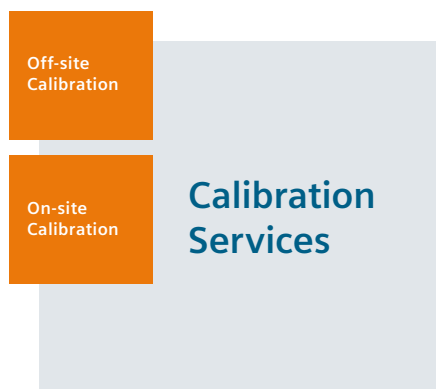 Off-site
Calibration
On-site
Calibration
Calibration
Services